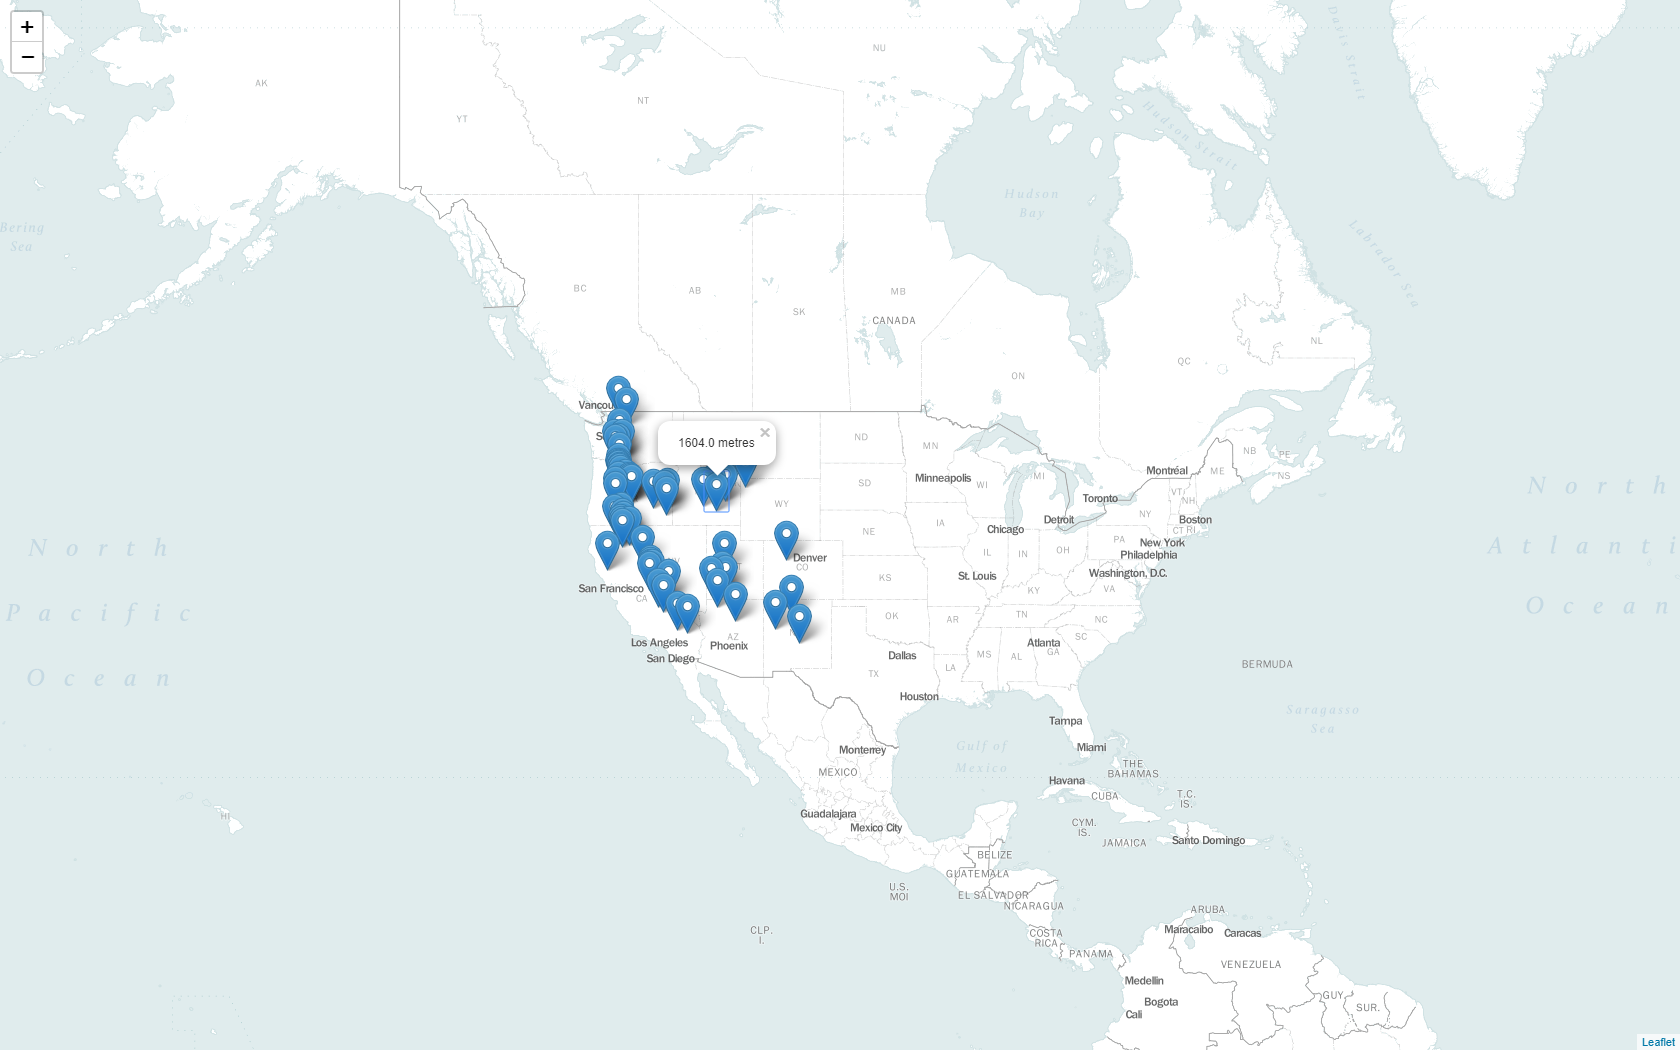 +
−
NU
Davis Strait
AK
NT
YT
Hudson Strait
Hudson
Bay
Bering
Sea
Labrador Sea
BC
AB
MB
SK
CANADA
NL
QC
ON
Vancou
S
ND
MN
1604.0 metres
×
NB
PE
ME
NS
Montréal
Minneapolis
WI
MI
SD
VT
NH
Toronto
WY
NY
Boston
Detroit
IA
NE
Chicago
CT
RI
PA
New York
Philadelphia
OH
IL
IN
Denver
CO
Washington, D.C.
St. Louis
KS
San Francisco
CA
KY
VA
North
Pacific
Ocean
North
Atlanti
Ocean
OK
AR
TN
NC
AZ
SC
Los Angeles
Phoenix
Atlanta
GA
San Diego
Dallas
MS
AL
LA
TX
BERMUDA
Houston
Saragasso
Sea
Tampa
Gulf of
Mexico
Miami
Monterrey
MEXICO
THE
BAHAMAS
Havana
CUBA
T.C.
IS.
HI
Guadalajara
Mexico City
CYM.
IS.
JAMAICA
Santo Domingo
BELIZE
GUATEMALA
U.S.
MOI
EL SALVADOR
NICARAGUA
ARUBA
CLP.
I.
COSTA
RICA
Maracaibo
Caracas
PANAMA
VENEZUELA
Medellin
Bogota
GUY.
SUR.
Cali
Leaflet